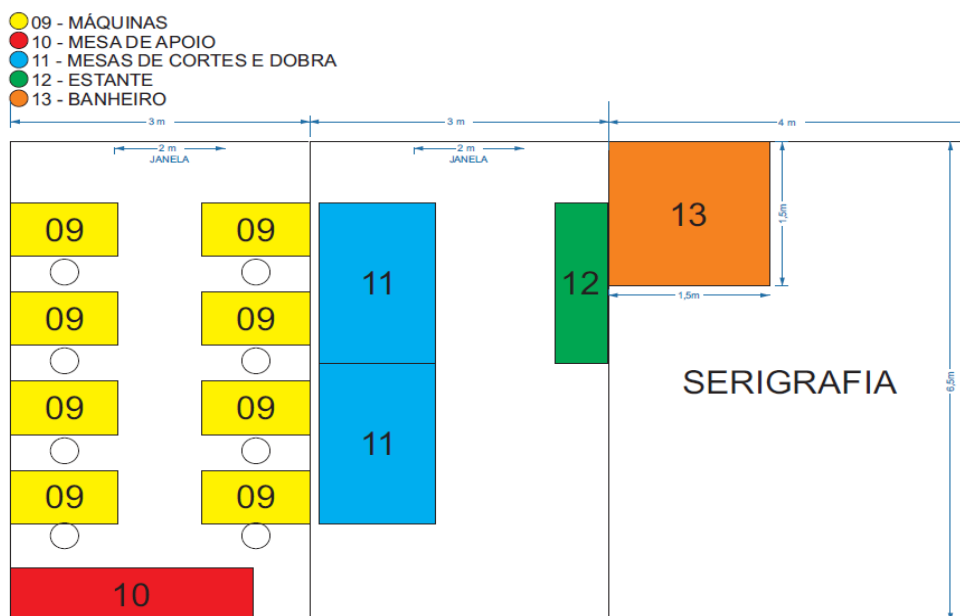 09 - MÁQUINAS
10 - MESA DE APOIO
11 - MESAS DE CORTES E DOBRA
12 - ESTANTE
13 - BANHEIRO
3 m
3 m
4 m
2 m
JANELA
2 m
JANELA
09
09
11
12
13
1,5m
1,5m
09
09
SERIGRAFIA
6,5m
09
09
11
09
09
10